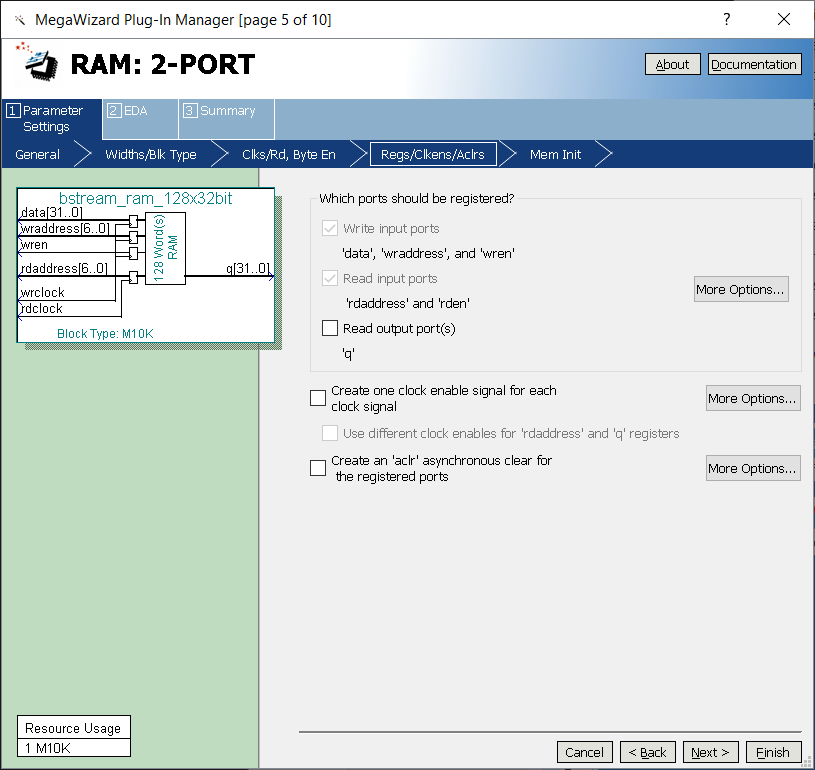 MegaWizard Plug-In Manager [page 5 of 10]
?
RAM: 2-PORT
About
Documentation
1 Parameter Settings
2 EDA
3 Summary
General
Widths/Blk Type
Clks/Rd, Byte En
Regs/Clkens/Aclrs
Mem Init
bstream_ram_128x32bit
data[31..0]
wraddress[6..0]
wren
rdaddress[6..0]
wrclock
rdclock
128 Word(s)
RAM
q[31..0]
Block Type: M10K
Which ports should be registered?
Write input ports
'data', 'wraddress', and 'wren'
Read input ports
'rdaddress' and 'rden'
More Options...
Read output port(s)
'q'
Create one clock enable signal for each
clock signal
More Options...
Use different clock enables for 'rdaddress' and 'q' registers
Create an 'aclr' asynchronous clear for
the registered ports
More Options...
Resource Usage
1 M10K
Cancel
< Back
Next >
Finish